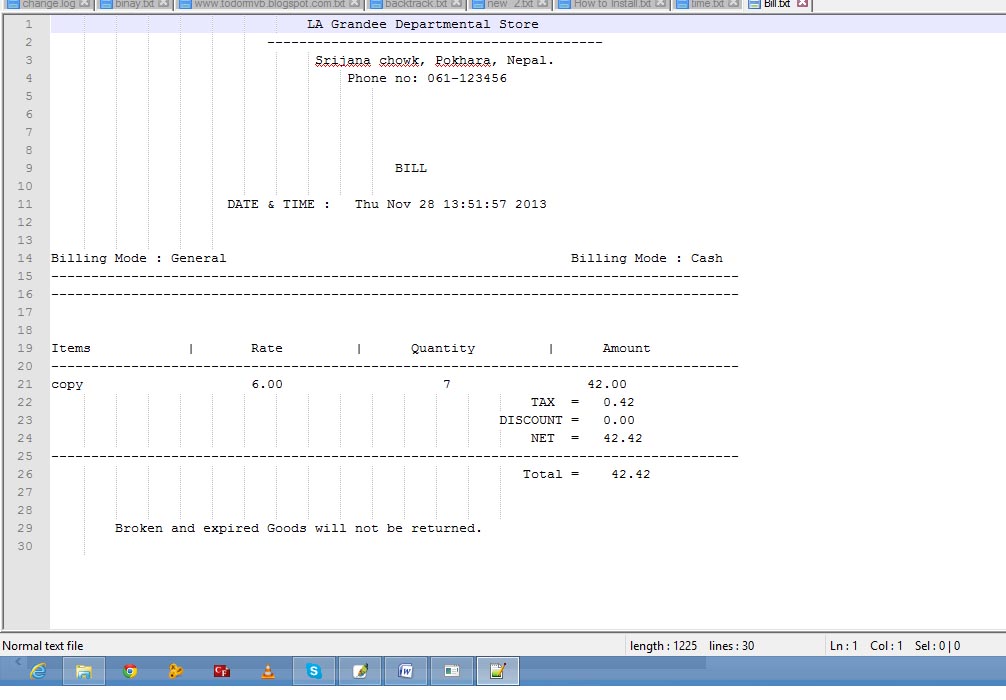 change.log binay.txt www.todormvb.blogspot.com.txt backtrack.txt new 2.txt How to Install.txt time.txt Bill.txt
1 LA Grandee Departmental Store
2 ------------------------------------------
3 Srijana chowk, Pokhara, Nepal.
4 Phone no: 061-123456
5
6
7
8
9 BILL
10
11 DATE & TIME : Thu Nov 28 13:51:57 2013
12
13
14 Billing Mode : General Billing Mode : Cash
15 --------------------------------------------------------------------------------------
16 --------------------------------------------------------------------------------------
17
18
19 Items | Rate | Quantity | Amount
20 --------------------------------------------------------------------------------------
21 copy 6.00 7 42.00
22 TAX = 0.42
23 DISCOUNT = 0.00
24 NET = 42.42
25 --------------------------------------------------------------------------------------
26 Total = 42.42
27
28
29 Broken and expired Goods will not be returned.
30
Normal text file length : 1225 lines : 30 Ln : 1 Col : 1 Sel : 0 | 0